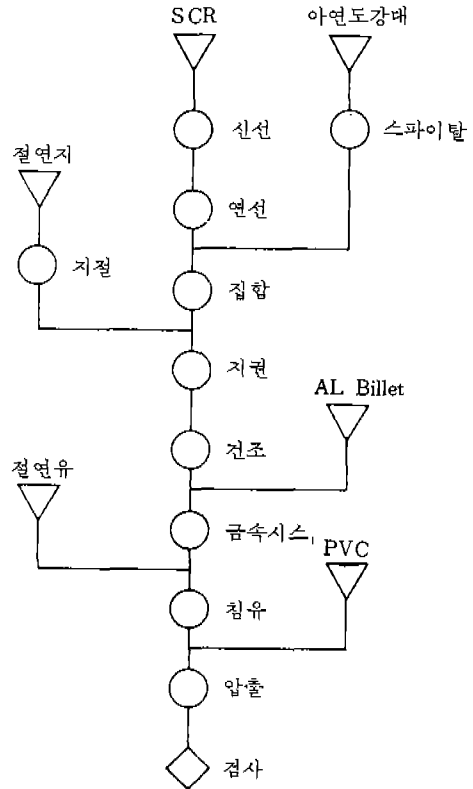 SCR
아연도강대
신선
스파이탈
절연지
연선
지절
집합
지권
AL Billet
건조
절연유
금속시스
PVC
침유
압출
검사